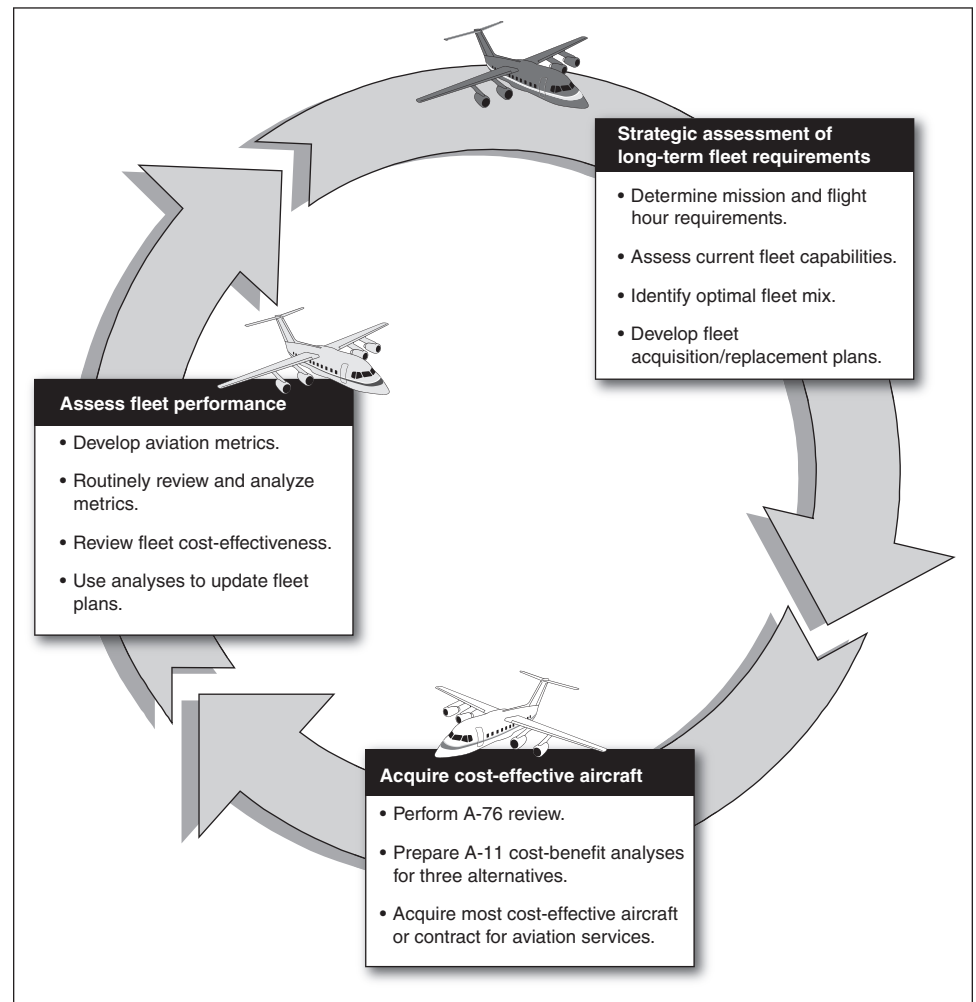 Strategic assessment of
long-term fleet requirements
• Determine mission and flight
hour requirements.
• Assess current fleet capabilities.
• Identify optimal fleet mix.
• Develop fleet
acquisition/replacement plans.
Assess fleet performance
• Develop aviation metrics.
• Routinely review and analyze
metrics.
• Review fleet cost-effectiveness.
• Use analyses to update fleet
plans.
Acquire cost-effective aircraft
• Perform A-76 review.
• Prepare A-11 cost-benefit analyses
for three alternatives.
• Acquire most cost-effective aircraft
or contract for aviation services.